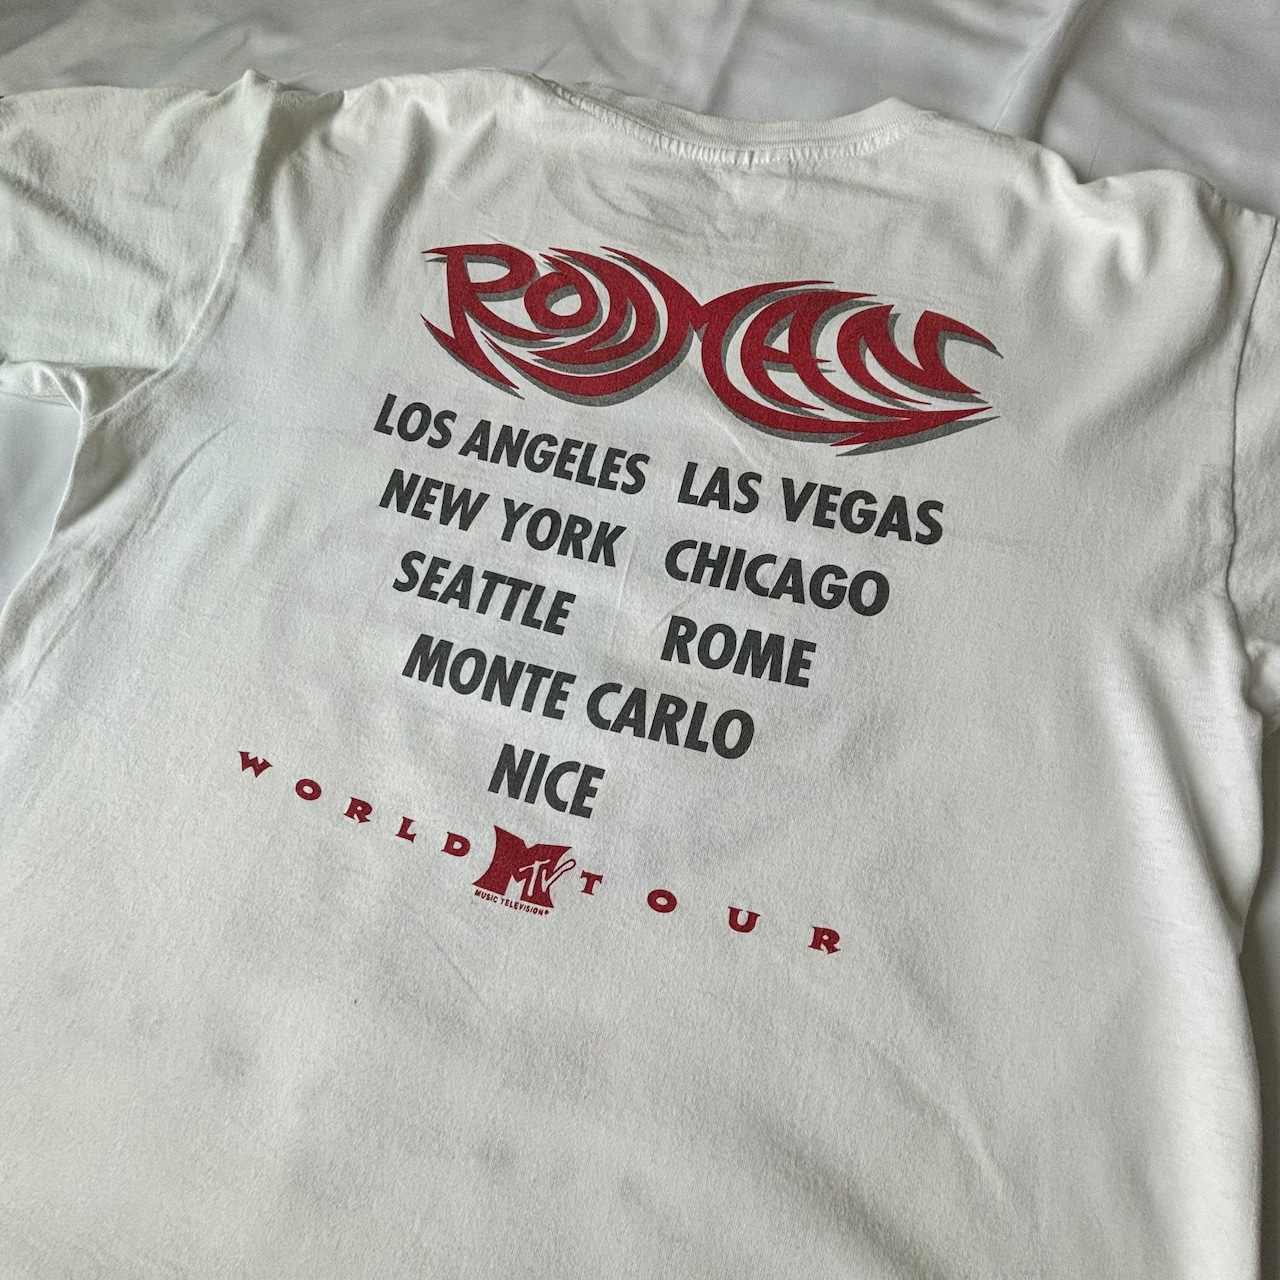 RODMAN
LOS ANGELES LAS VEGAS
NEW YORK CHICAGO
SEATTLE ROME
MONTE CARLO
NICE
WORLD MTV TOUR
MUSIC TELEVISION®